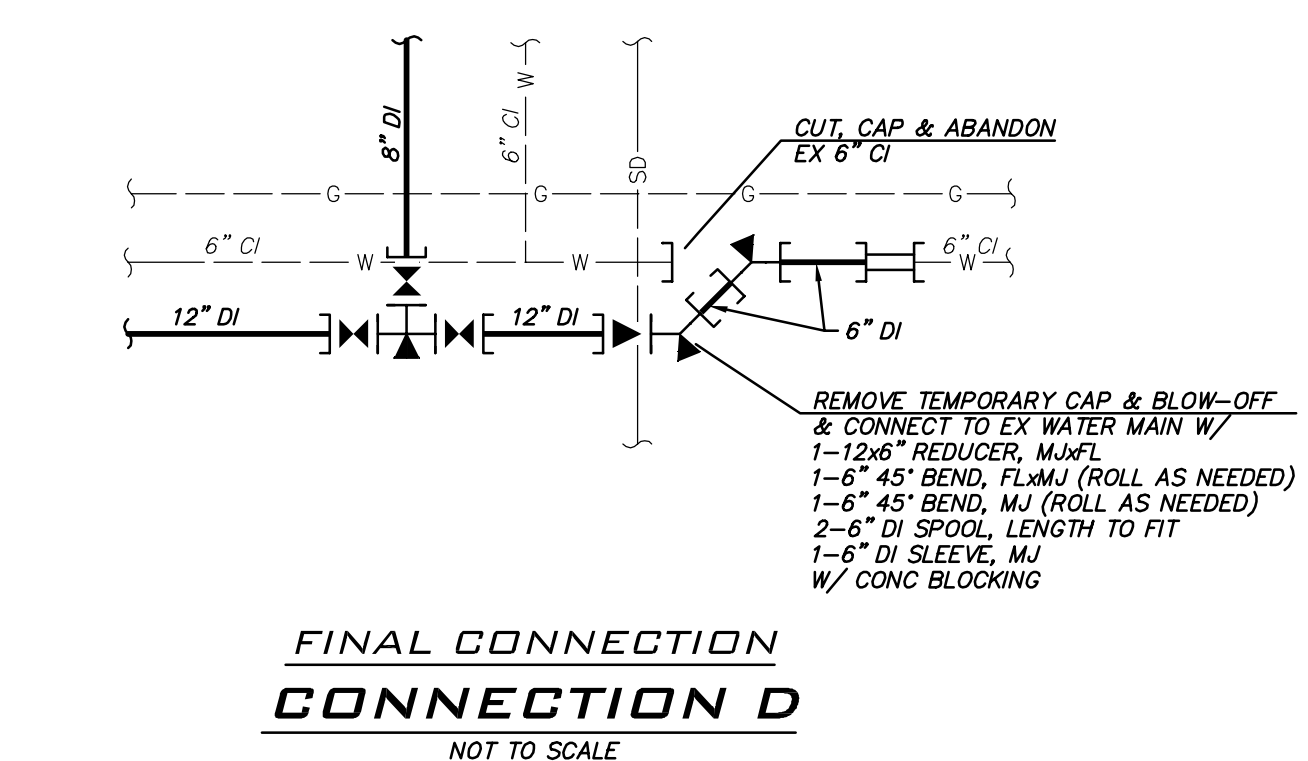 8" DI
6" CI
W
SD
CUT, CAP & ABANDON
EX 6" CI
G
G
G
G
6" CI
W
W
6" CI
W
12" DI
12" DI
6" DI
REMOVE TEMPORARY CAP & BLOW-OFF
& CONNECT TO EX WATER MAIN W/
1-12x6" REDUCER, MJxFL
1-6" 45° BEND, FLxMJ (ROLL AS NEEDED)
1-6" 45° BEND, MJ (ROLL AS NEEDED)
2-6" DI SPOOL, LENGTH TO FIT
1-6" DI SLEEVE, MJ
W/ CONC BLOCKING
FINAL CONNECTION
CONNECTION D
NOT TO SCALE